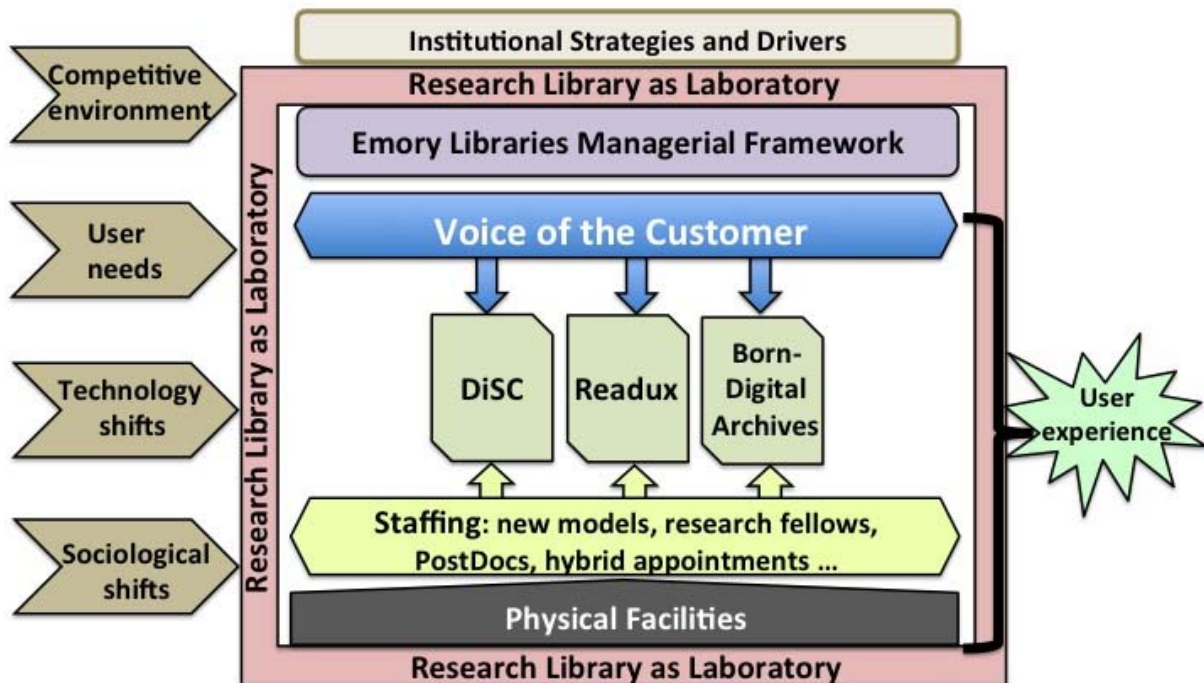 Institutional Strategies and Drivers
Research Library as Laboratory
Emory Libraries Managerial Framework
Competitive
environment
User
needs
Technology
shifts
Sociological
shifts
Research Library as Laboratory
Voice of the Customer
DiSC
Readux
Born-
Digital
Archives
Staffing: new models, research fellows,
PostDocs, hybrid appointments ...
Physical Facilities
Research Library as Laboratory
User
experience